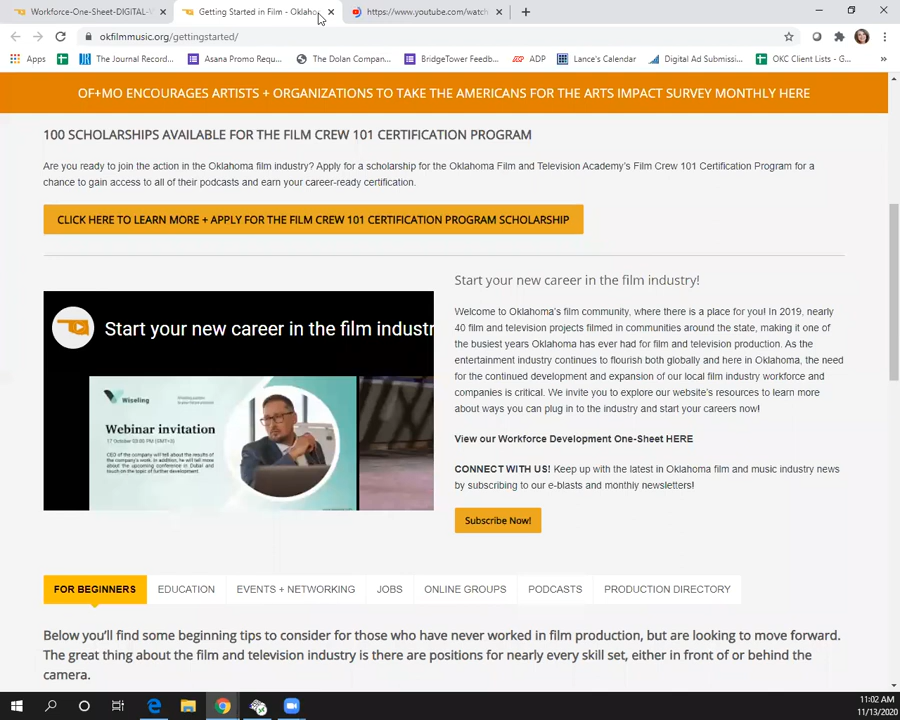 Workforce-One-Sheet-DIGITAL-
Getting Started in Film - Oklaho
https://www.youtube.com/watch
okfilmmusic.org/gettingstarted/
Apps
The Journal Record...
Asana Promo Requ...
The Dolan Compan...
BridgeTower Feedb...
ADP
Lance's Calendar
Digital Ad Submissi...
OKC Client Lists - G...
OF+MO ENCOURAGES ARTISTS + ORGANIZATIONS TO TAKE THE AMERICANS FOR THE ARTS IMPACT SURVEY MONTHLY HERE
100 SCHOLARSHIPS AVAILABLE FOR THE FILM CREW 101 CERTIFICATION PROGRAM
Are you ready to join the action in the Oklahoma film industry? Apply for a scholarship for the Oklahoma Film and Television Academy's Film Crew 101 Certification Program for a
chance to gain access to all of their podcasts and earn your career-ready certification.
CLICK HERE TO LEARN MORE + APPLY FOR THE FILM CREW 101 CERTIFICATION PROGRAM SCHOLARSHIP
Start your new career in the film industr
Wiseling
Webinar invitation
17 October 03:00 PM (GMT+3)
CEO of the company will tell about the results
of the company's work. In addition, he will tell
more about the upcoming conference in Dubai and
touch on the topic of further development.
Start your new career in the film industry!
Welcome to Oklahoma's film community, where there is a place for you! In 2019, nearly
40 film and television projects filmed in communities around the state, making it one of
the busiest years Oklahoma has ever had for film and television production. As the
entertainment industry continues to flourish both globally and here in Oklahoma, the need
for the continued development and expansion of our local film industry workforce and
companies is critical. We invite you to explore our website's resources to learn more
about ways you can plug in to the industry and start your careers now!
View our Workforce Development One-Sheet HERE
CONNECT WITH US! Keep up with the latest in Oklahoma film and music industry news
by subscribing to our e-blasts and monthly newsletters!
Subscribe Now!
FOR BEGINNERS
EDUCATION
EVENTS + NETWORKING
JOBS
ONLINE GROUPS
PODCASTS
PRODUCTION DIRECTORY
Below you'll find some beginning tips to consider for those who have never worked in film production, but are looking to move forward.
The great thing about the film and television industry is there are positions for nearly every skill set, either in front of or behind the
camera.
11:02 AM
11/13/2020